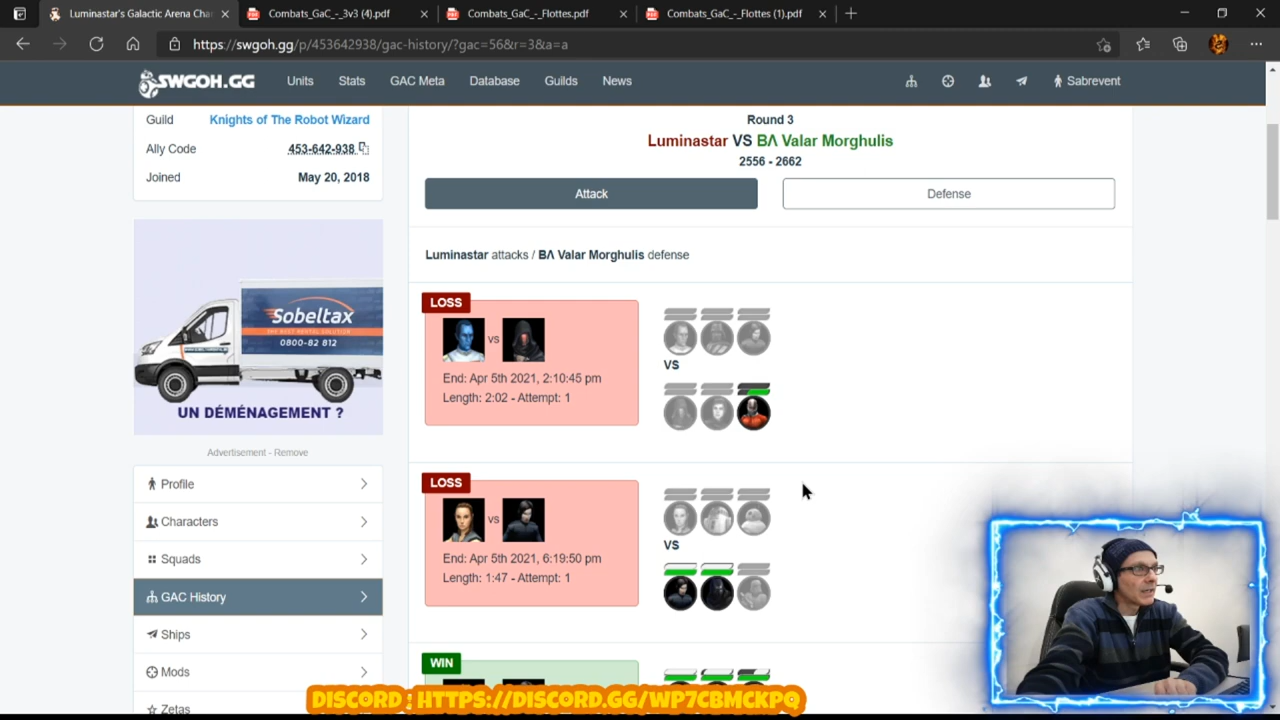 Luminastar's Galactic Arena Cha
Combats_GaC_-_3v3 (4).pdf
Combats_GaC_-_Flottes.pdf
Combats_GaC_-_Flottes (1).pdf
https://swgoh.gg/p/453642938/gac-history/?gac=56&r=3&a=a
SWGOH.GG
Units
Stats
GAC Meta
Database
Guilds
News
Sabrevent
Guild
Knights of The Robot Wizard
Ally Code
453-642-938
Joined
May 20, 2018
Sobeltax
0800-82 812
UN DÉMÉNAGEMENT ?
Advertisement - Remove
Profile
Characters
Squads
GAC History
Ships
Mods
Zetas
Round 3
Luminastar VS BΛ Valar Morghulis
2556 - 2662
Attack
Defense
Luminastar attacks / BΛ Valar Morghulis defense
LOSS
vs
End: Apr 5th 2021, 2:10:45 pm
Length: 2:02 - Attempt: 1
VS
LOSS
vs
End: Apr 5th 2021, 6:19:50 pm
Length: 1:47 - Attempt: 1
VS
WIN
DISCORD : HTTPS://DISCORD.GG/WP7CBMCKPQ